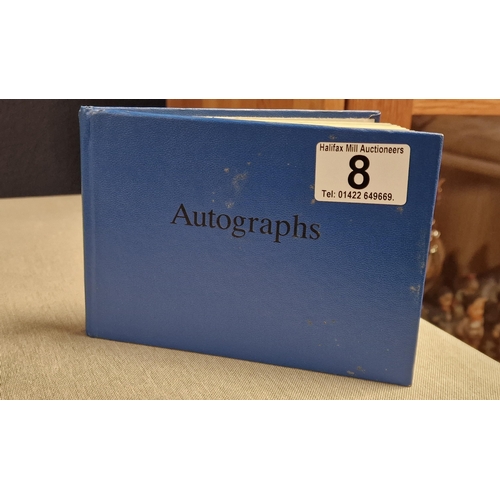 Halifax Mill Auctioneers
8
Tel: 01422 649669.
Autographs